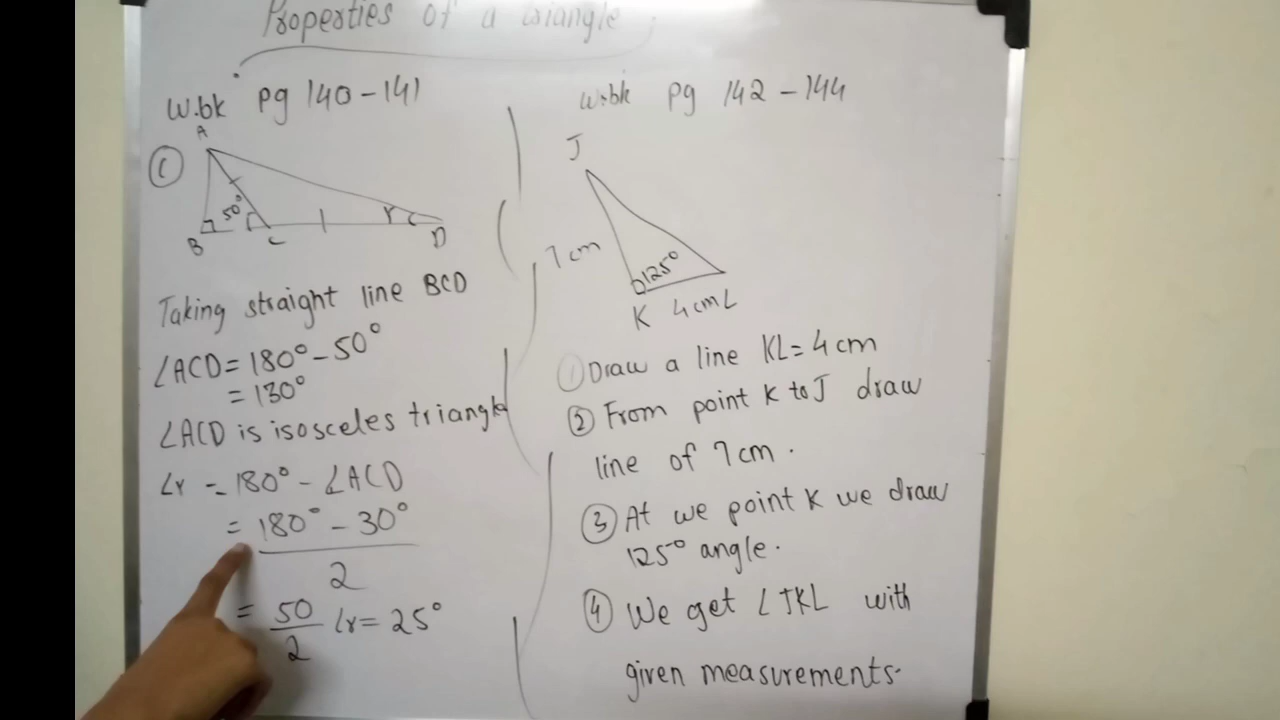 Properties of a triangle
W.bk pg 140-141
A
C
50°
r
B
C
D
Taking straight line BCD
∠ACD = 180° - 50°
= 130°
∠ACD is isosceles triangle
∠r = 180° - ∠ACD
= 180° - 30°
2
= 50
2
∠r = 25°
W.bk pg 142 - 144
J
7cm
125°
K 4cm L
① Draw a line KL = 4cm
② From point K to J draw
line of 7cm.
③ At we point K we draw
125° angle.
④ We get ∠JKL with
given measurements.